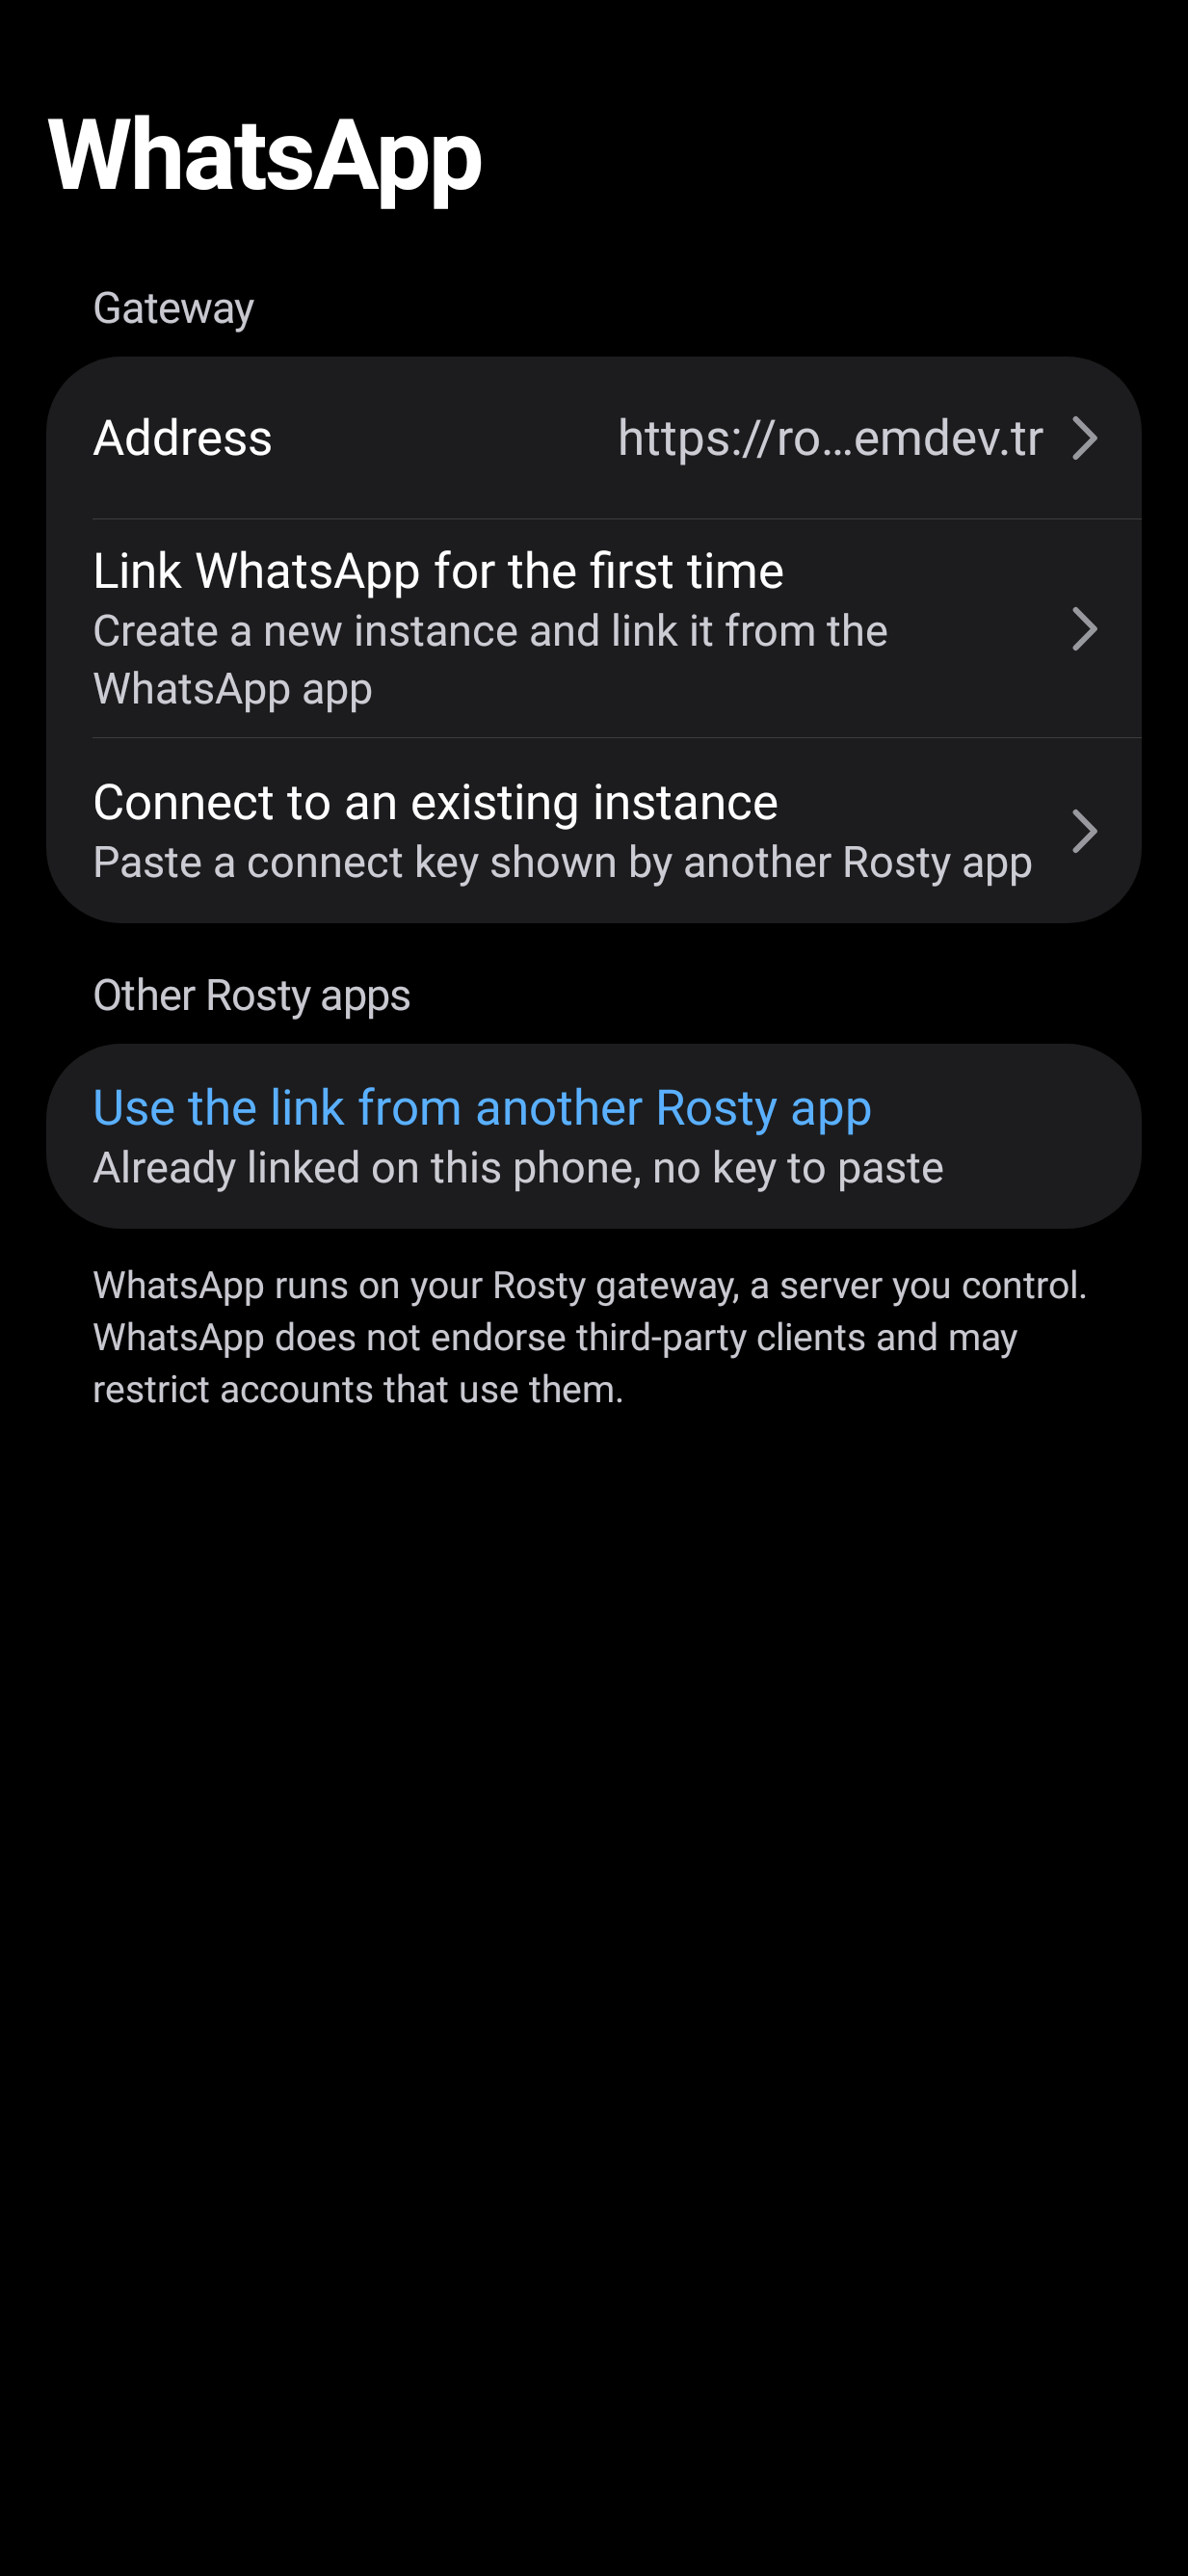 WhatsApp
Gateway
Address
https://ro…emdev.tr
Link WhatsApp for the first time
Create a new instance and link it from the
WhatsApp app
Connect to an existing instance
Paste a connect key shown by another Rosty app
Other Rosty apps
Use the link from another Rosty app
Already linked on this phone, no key to paste
WhatsApp runs on your Rosty gateway, a server you control.
WhatsApp does not endorse third-party clients and may
restrict accounts that use them.